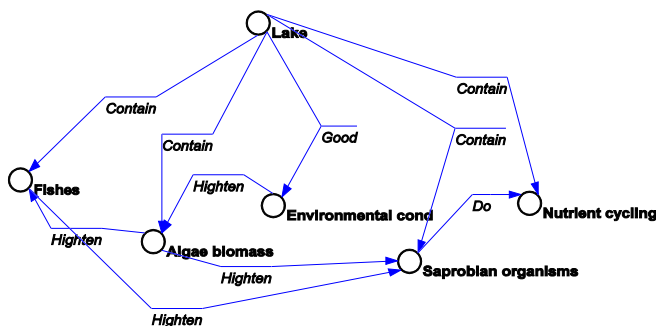 Lake
Contain
Contain
Contain
Good
Contain
Fishes
Highten
Environmental cond
Do
Nutrient cycling
Highten
Algae biomass
Highten
Saprobian organisms
Highten